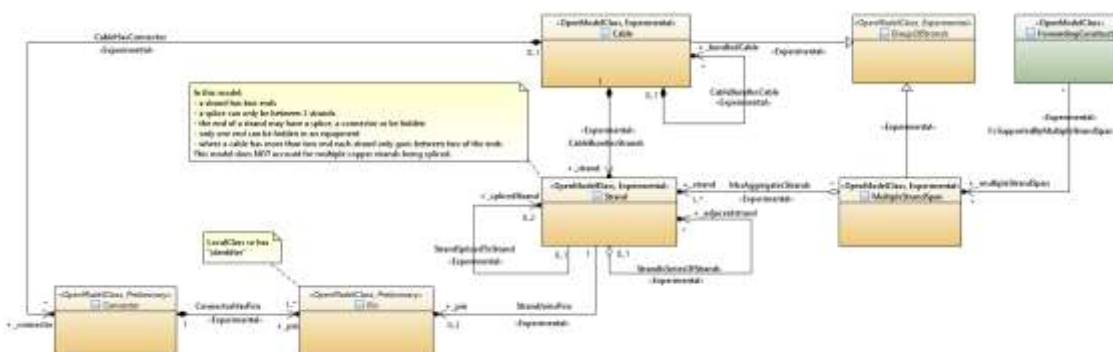 «OpenModelClass, Experimental»
Cable
«OpenModelClass, Experimental»
GroupOfStrands
«OpenModelClass»
ForwardingConstruct
CableHasConnector
«Experimental»
0..1
+_bundledCable
*
«Experimental»
CableBundlesCable
«Experimental»
0..1
1
In this model:
- a strand has two ends
- a splice can only be between 2 strands
- the end of a strand may have a splice, a connector or be hidden
- only one end can be hidden in an equipment
- where a cable has more than two end each strand only goes between two of the ends
This model does NOT account for multiple copper strands being spliced.
«Experimental»
CableBundlesStrands
«Experimental»
*
«Experimental»
FcSupportedByMultipleStrandSpan
+_strand
«OpenModelClass, Experimental»
Strand
+_strand
MssAggregatesStrands
1..*
«Experimental»
«OpenModelClass, Experimental»
MultipleStrandSpan
+_multipleStrandSpan
*
+_splicedStrand
0..2
+_adjacentStrand
*
StrandSplicedToStrand
«Experimental»
0..1
1
0..1
«Experimental»
LocalClass so has
"identifier"
«OpenModelClass, Preliminary»
Connector
+_connector
*
ConnectorHasPins
«Experimental»
1
1..*
+_pin
«OpenModelClass, Preliminary»
Pin
+_pin
0..2
«Experimental»